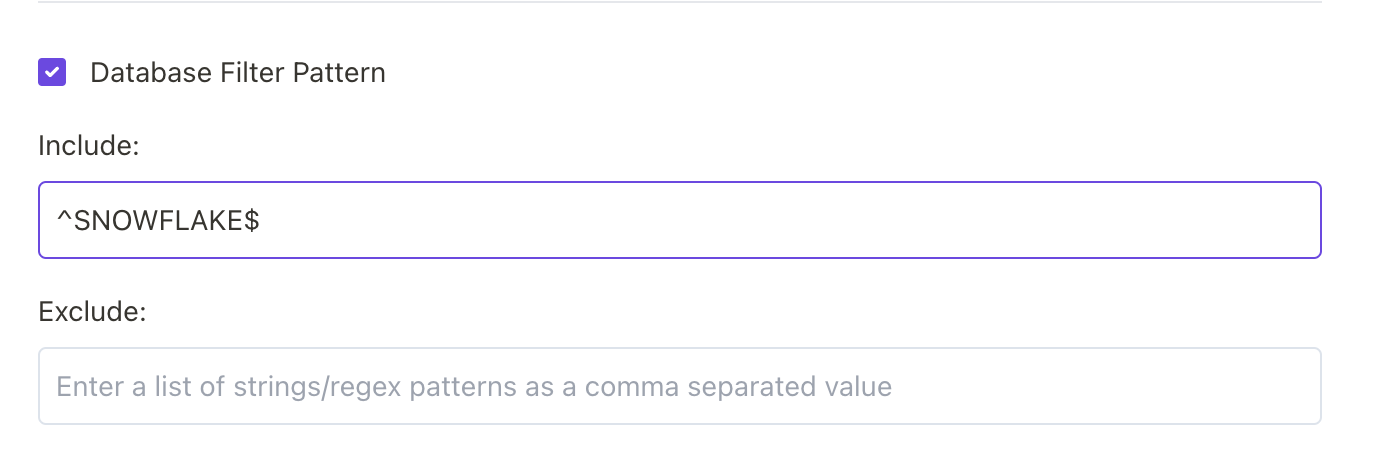 Database Filter Pattern
Include:
^SNOWFLAKE$
Exclude:
Enter a list of strings/regex patterns as a comma separated value